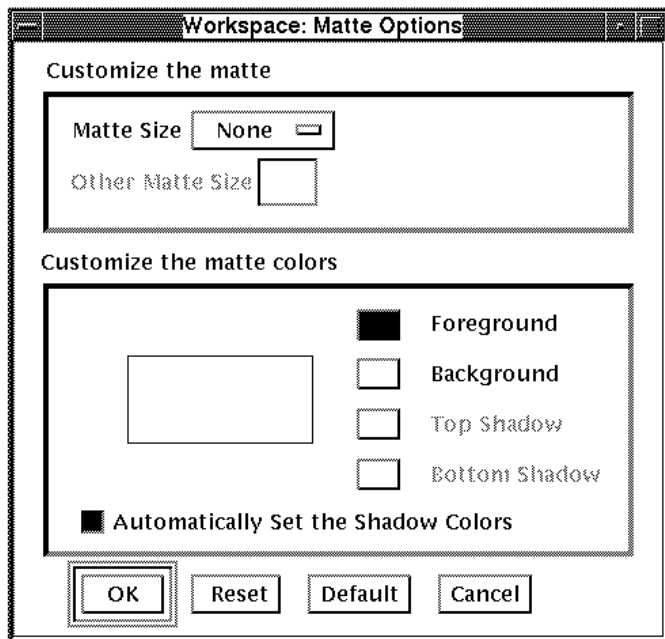 Workspace: Matte Options
Customize the matte
Matte Size None
Other Matte Size
Customize the matte colors
Foreground
Background
Top Shadow
Bottom Shadow
Automatically Set the Shadow Colors
OK Reset Default Cancel